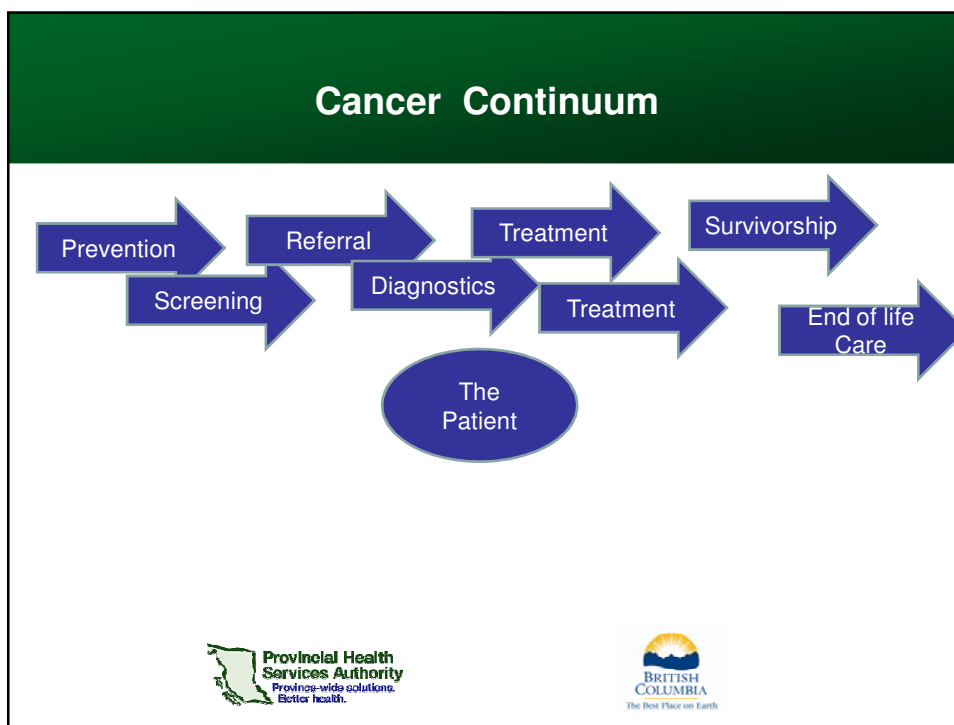 Cancer Continuum
Prevention
Screening
Referral
Diagnostics
Treatment
Treatment
Survivorship
End of life
Care
The
Patient
Provincial Health
Services Authority
Province-wide solutions.
Better health.
BRITISH
COLUMBIA
The Best Place on Earth